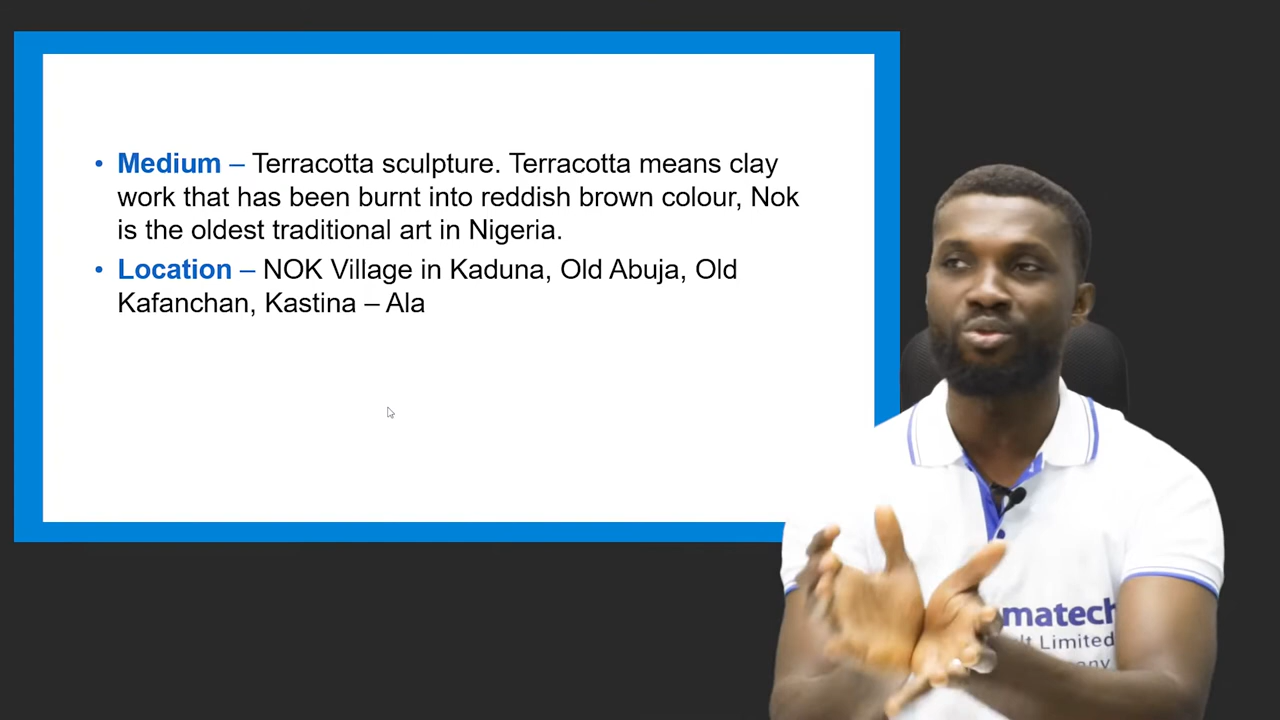 • Medium – Terracotta sculpture. Terracotta means clay
work that has been burnt into reddish brown colour, Nok
is the oldest traditional art in Nigeria.
• Location – NOK Village in Kaduna, Old Abuja, Old
Kafanchan, Kastina – Ala
matech
lt Limited